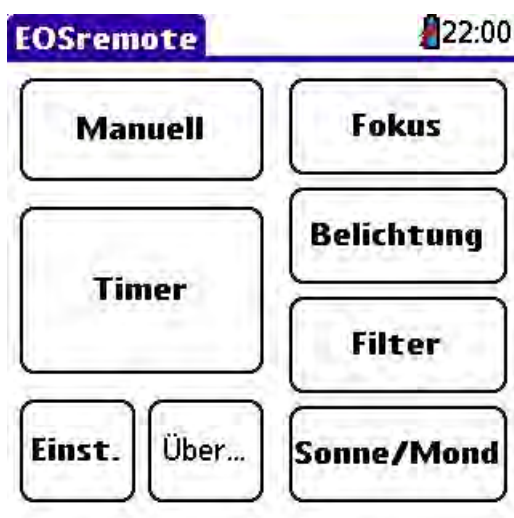 EOSremote 22:00
Manuell
Fokus
Timer
Belichtung
Filter
Einst.
Über...
Sonne/Mond